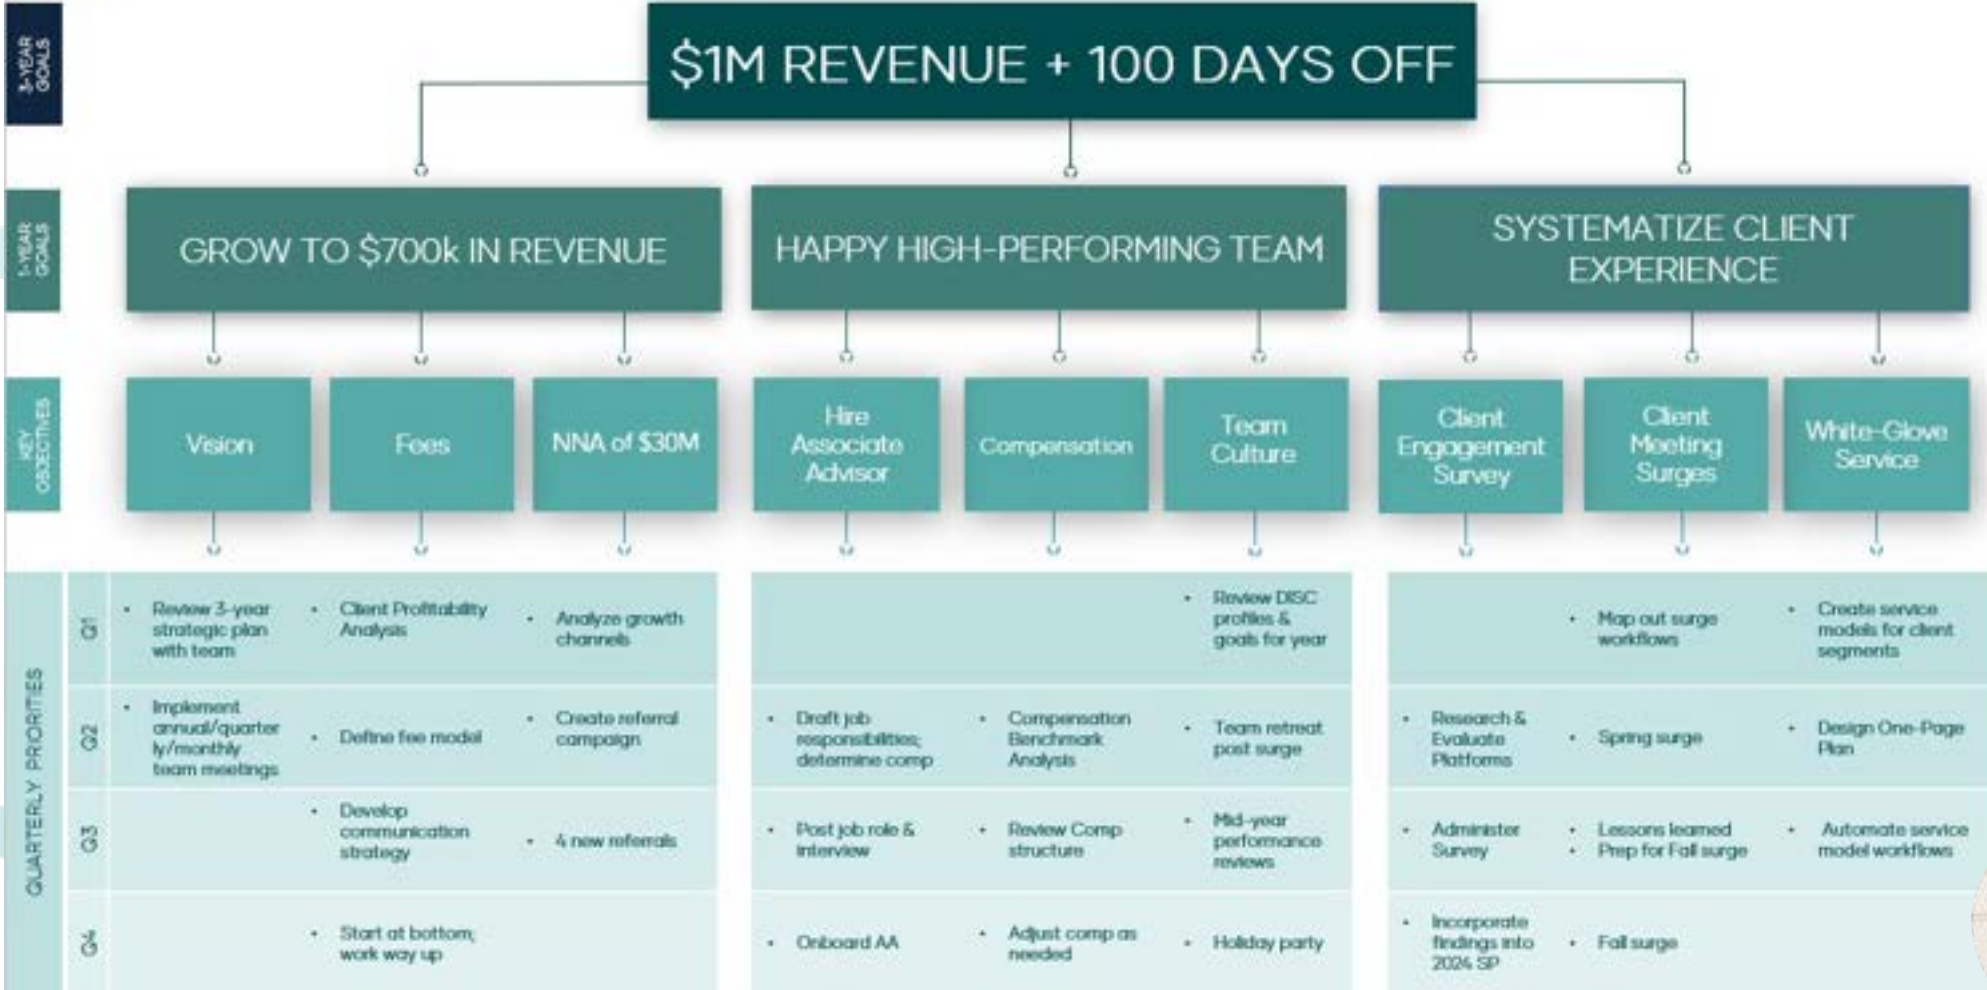 3-YEAR
GOALS
$1M REVENUE + 100 DAYS OFF
1-YEAR
GOALS
GROW TO $700k IN REVENUE
HAPPY HIGH-PERFORMING TEAM
SYSTEMATIZE CLIENT
EXPERIENCE
KEY
OBJECTIVES
Vision
Fees
NNA of $30M
Hire
Associate
Advisor
Compensation
Team
Culture
Client
Engagement
Survey
Client
Meeting
Surges
White-Glove
Service
QUARTERLY PRIORITIES
Q1
• Review 3-year
strategic plan
with team
• Client Profitability
Analysis
• Analyze growth
channels
• Review DISC
profiles &
goals for year
• Map out surge
workflows
• Create service
models for client
segments
Q2
• Implement
annual/quarter
ly/monthly
team meetings
• Define fee model
• Create referral
campaign
• Draft job
responsibilities;
determine comp
• Compensation
Benchmark
Analysis
• Team retreat
post surge
• Research &
Evaluate
Platforms
• Spring surge
• Design One-Page
Plan
Q3
• Develop
communication
strategy
• 4 new referrals
• Post job role &
interview
• Review Comp
structure
• Mid-year
performance
reviews
• Administer
Survey
• Lessons learned
• Prep for Fall surge
• Automate service
model workflows
Q4
• Start at bottom;
work way up
• Onboard AA
• Adjust comp as
needed
• Holiday party
• Incorporate
findings into
2024 SP
• Fall surge